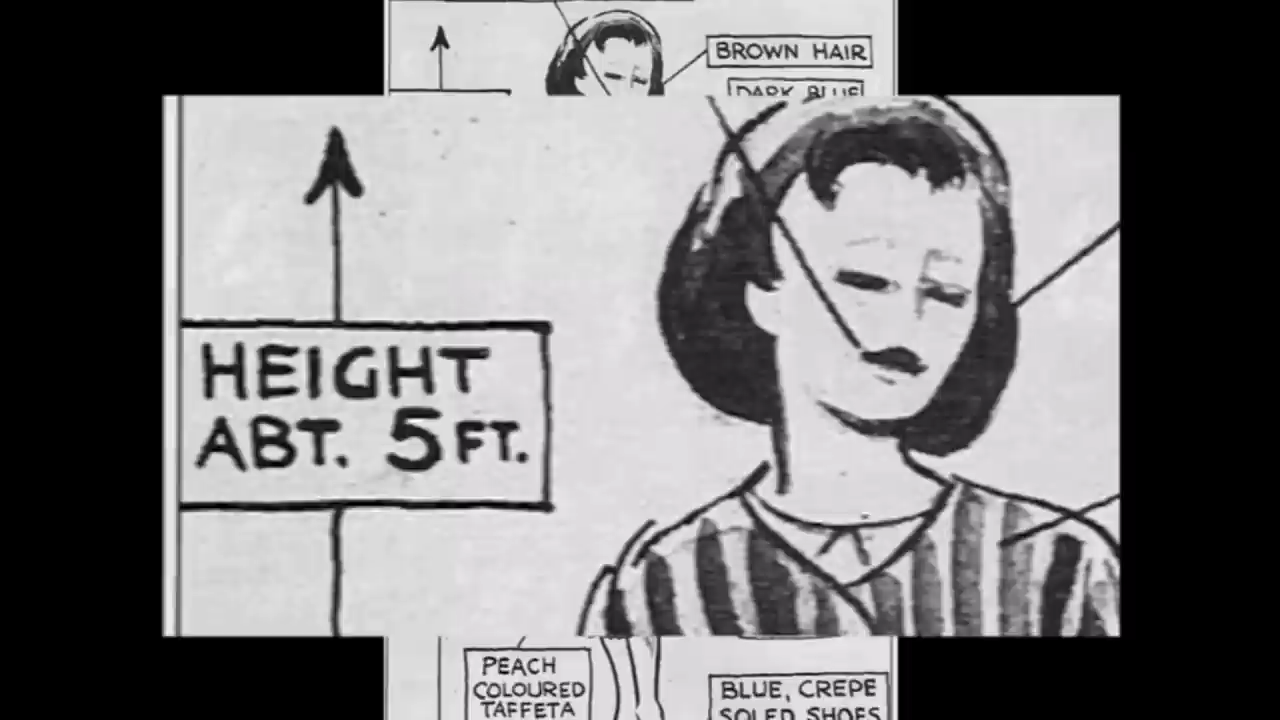 BROWN HAIR
DARK BLUE
HEIGHT
ABT. 5 FT.
PEACH
COLOURED
TAFFETA
BLUE, CREPE
SOLED SHOES